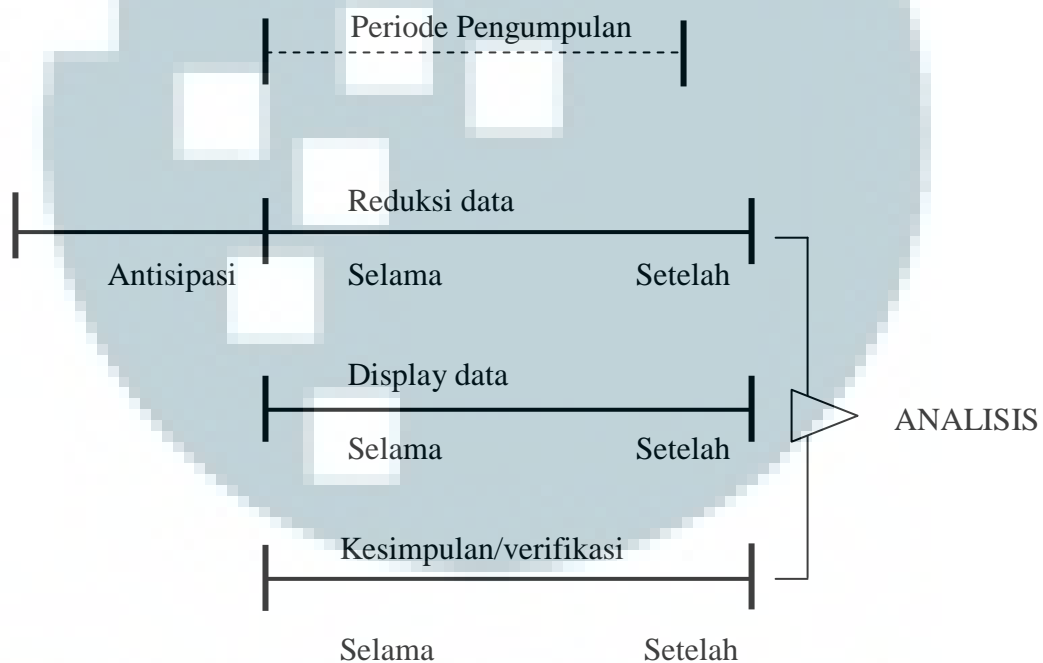 Periode Pengumpulan
Reduksi data
Antisipasi Selama Setelah
Display data
Selama Setelah
ANALISIS
Kesimpulan/verifikasi
Selama Setelah